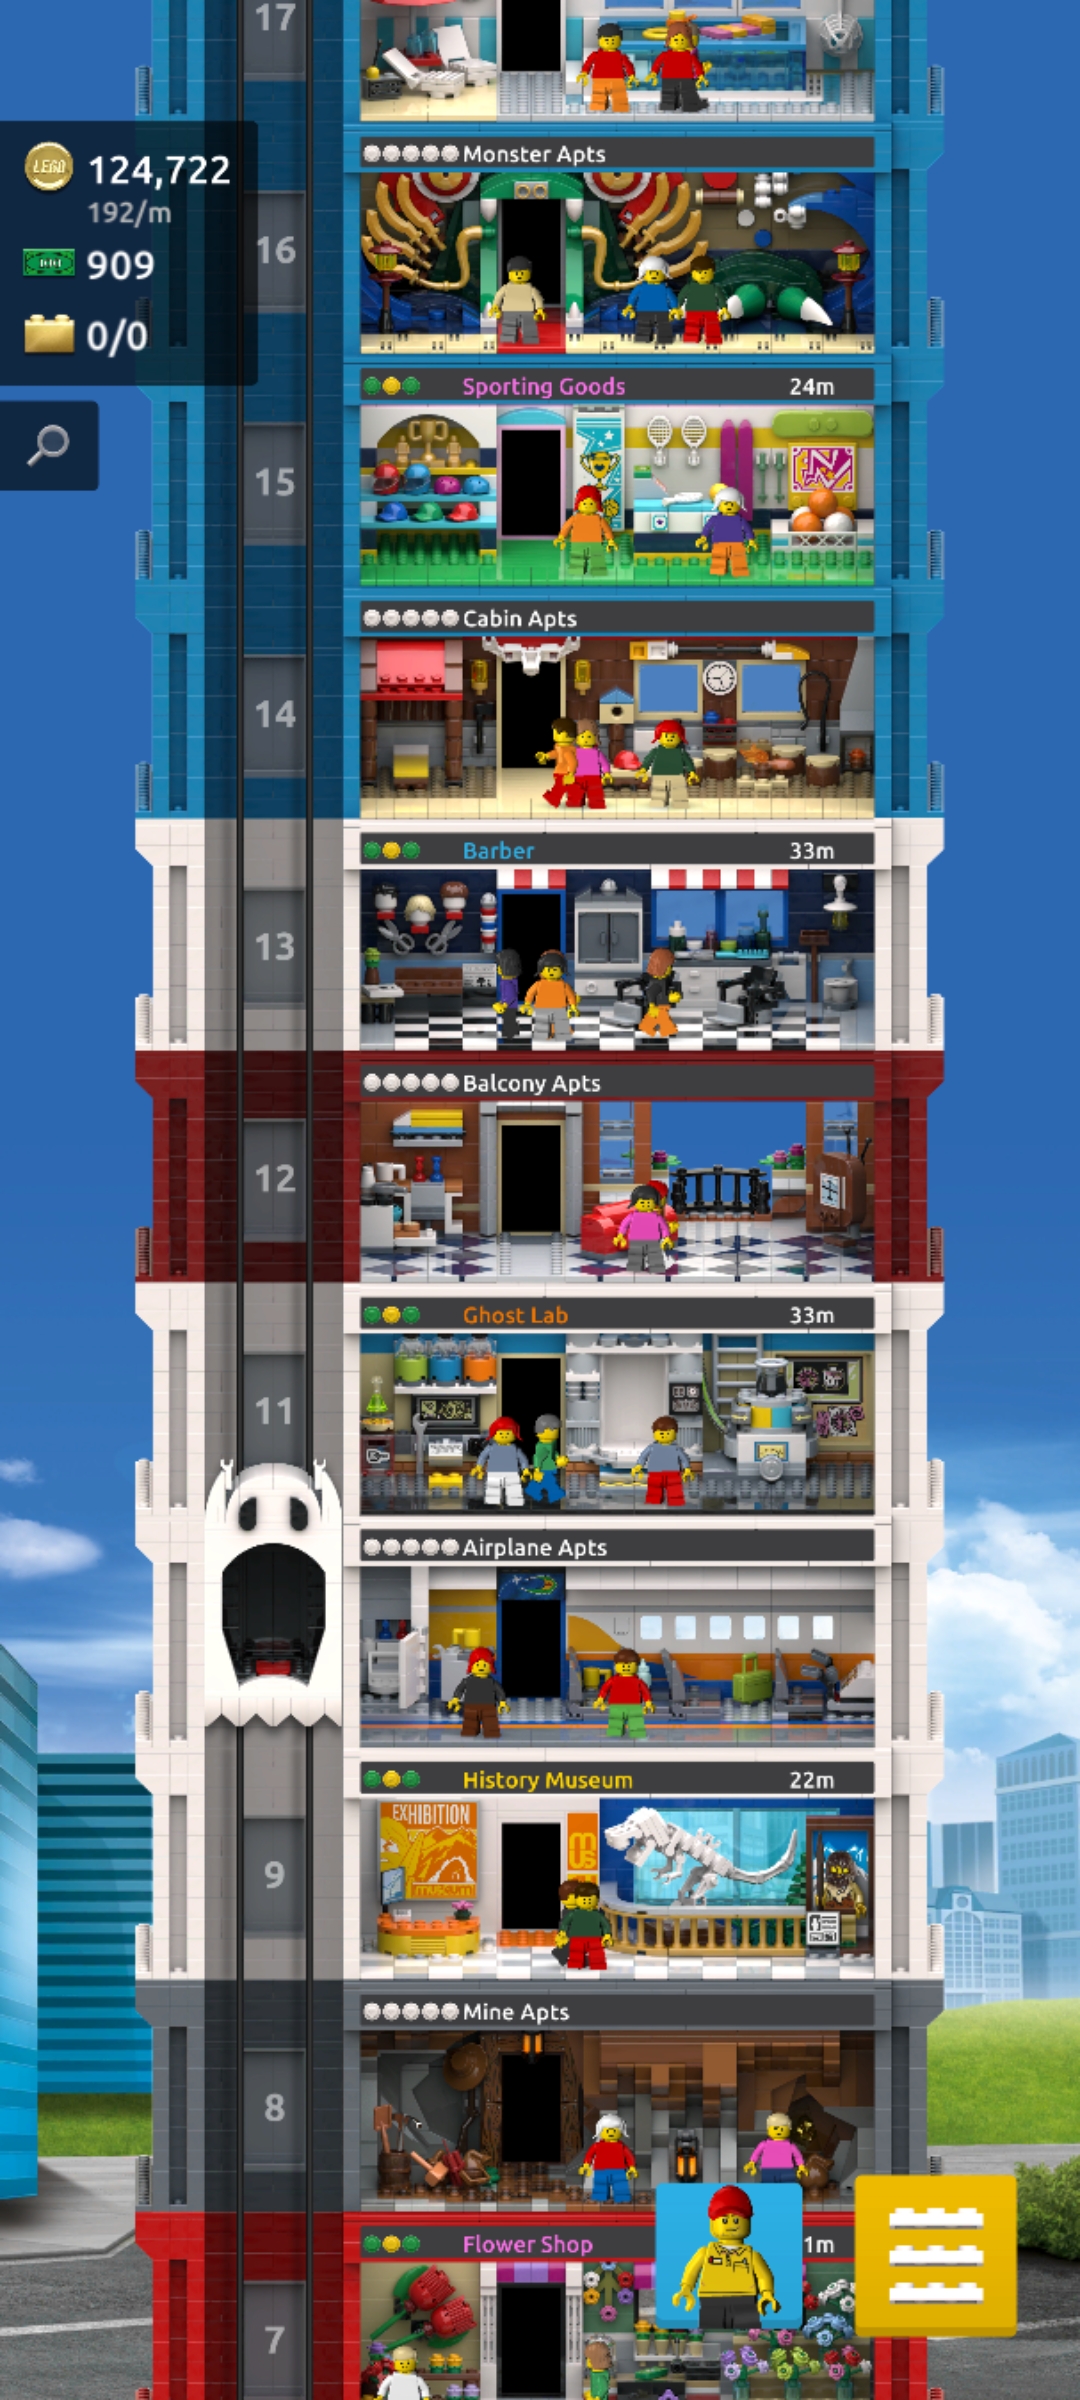 17
LEGO
124,722
192/m
909
0/0
Monster Apts
16
Sporting Goods 24m
15
Cabin Apts
14
Barber 33m
13
Balcony Apts
12
Ghost Lab 33m
11
Airplane Apts
History Museum 22m
EXHIBITION
museum
9
Mine Apts
8
Flower Shop 1m
7